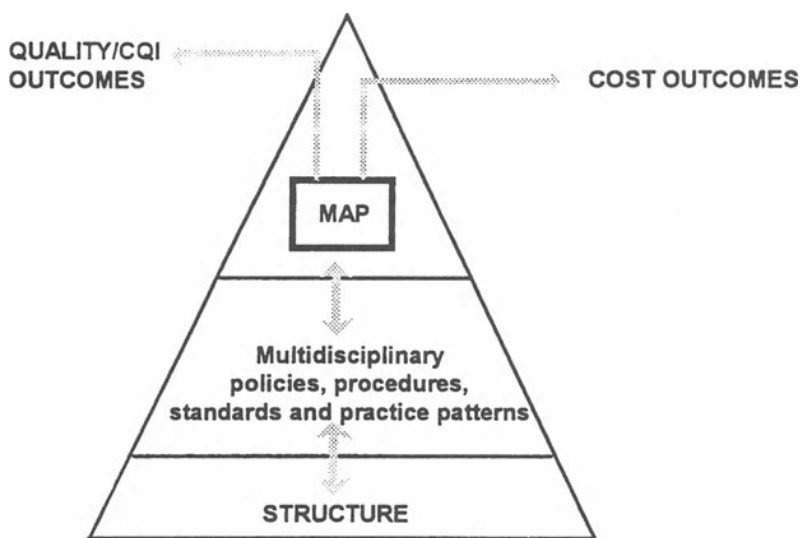 QUALITY/CQI
OUTCOMES
COST OUTCOMES
MAP
Multidisciplinary
policies, procedures,
standards and practice patterns
STRUCTURE